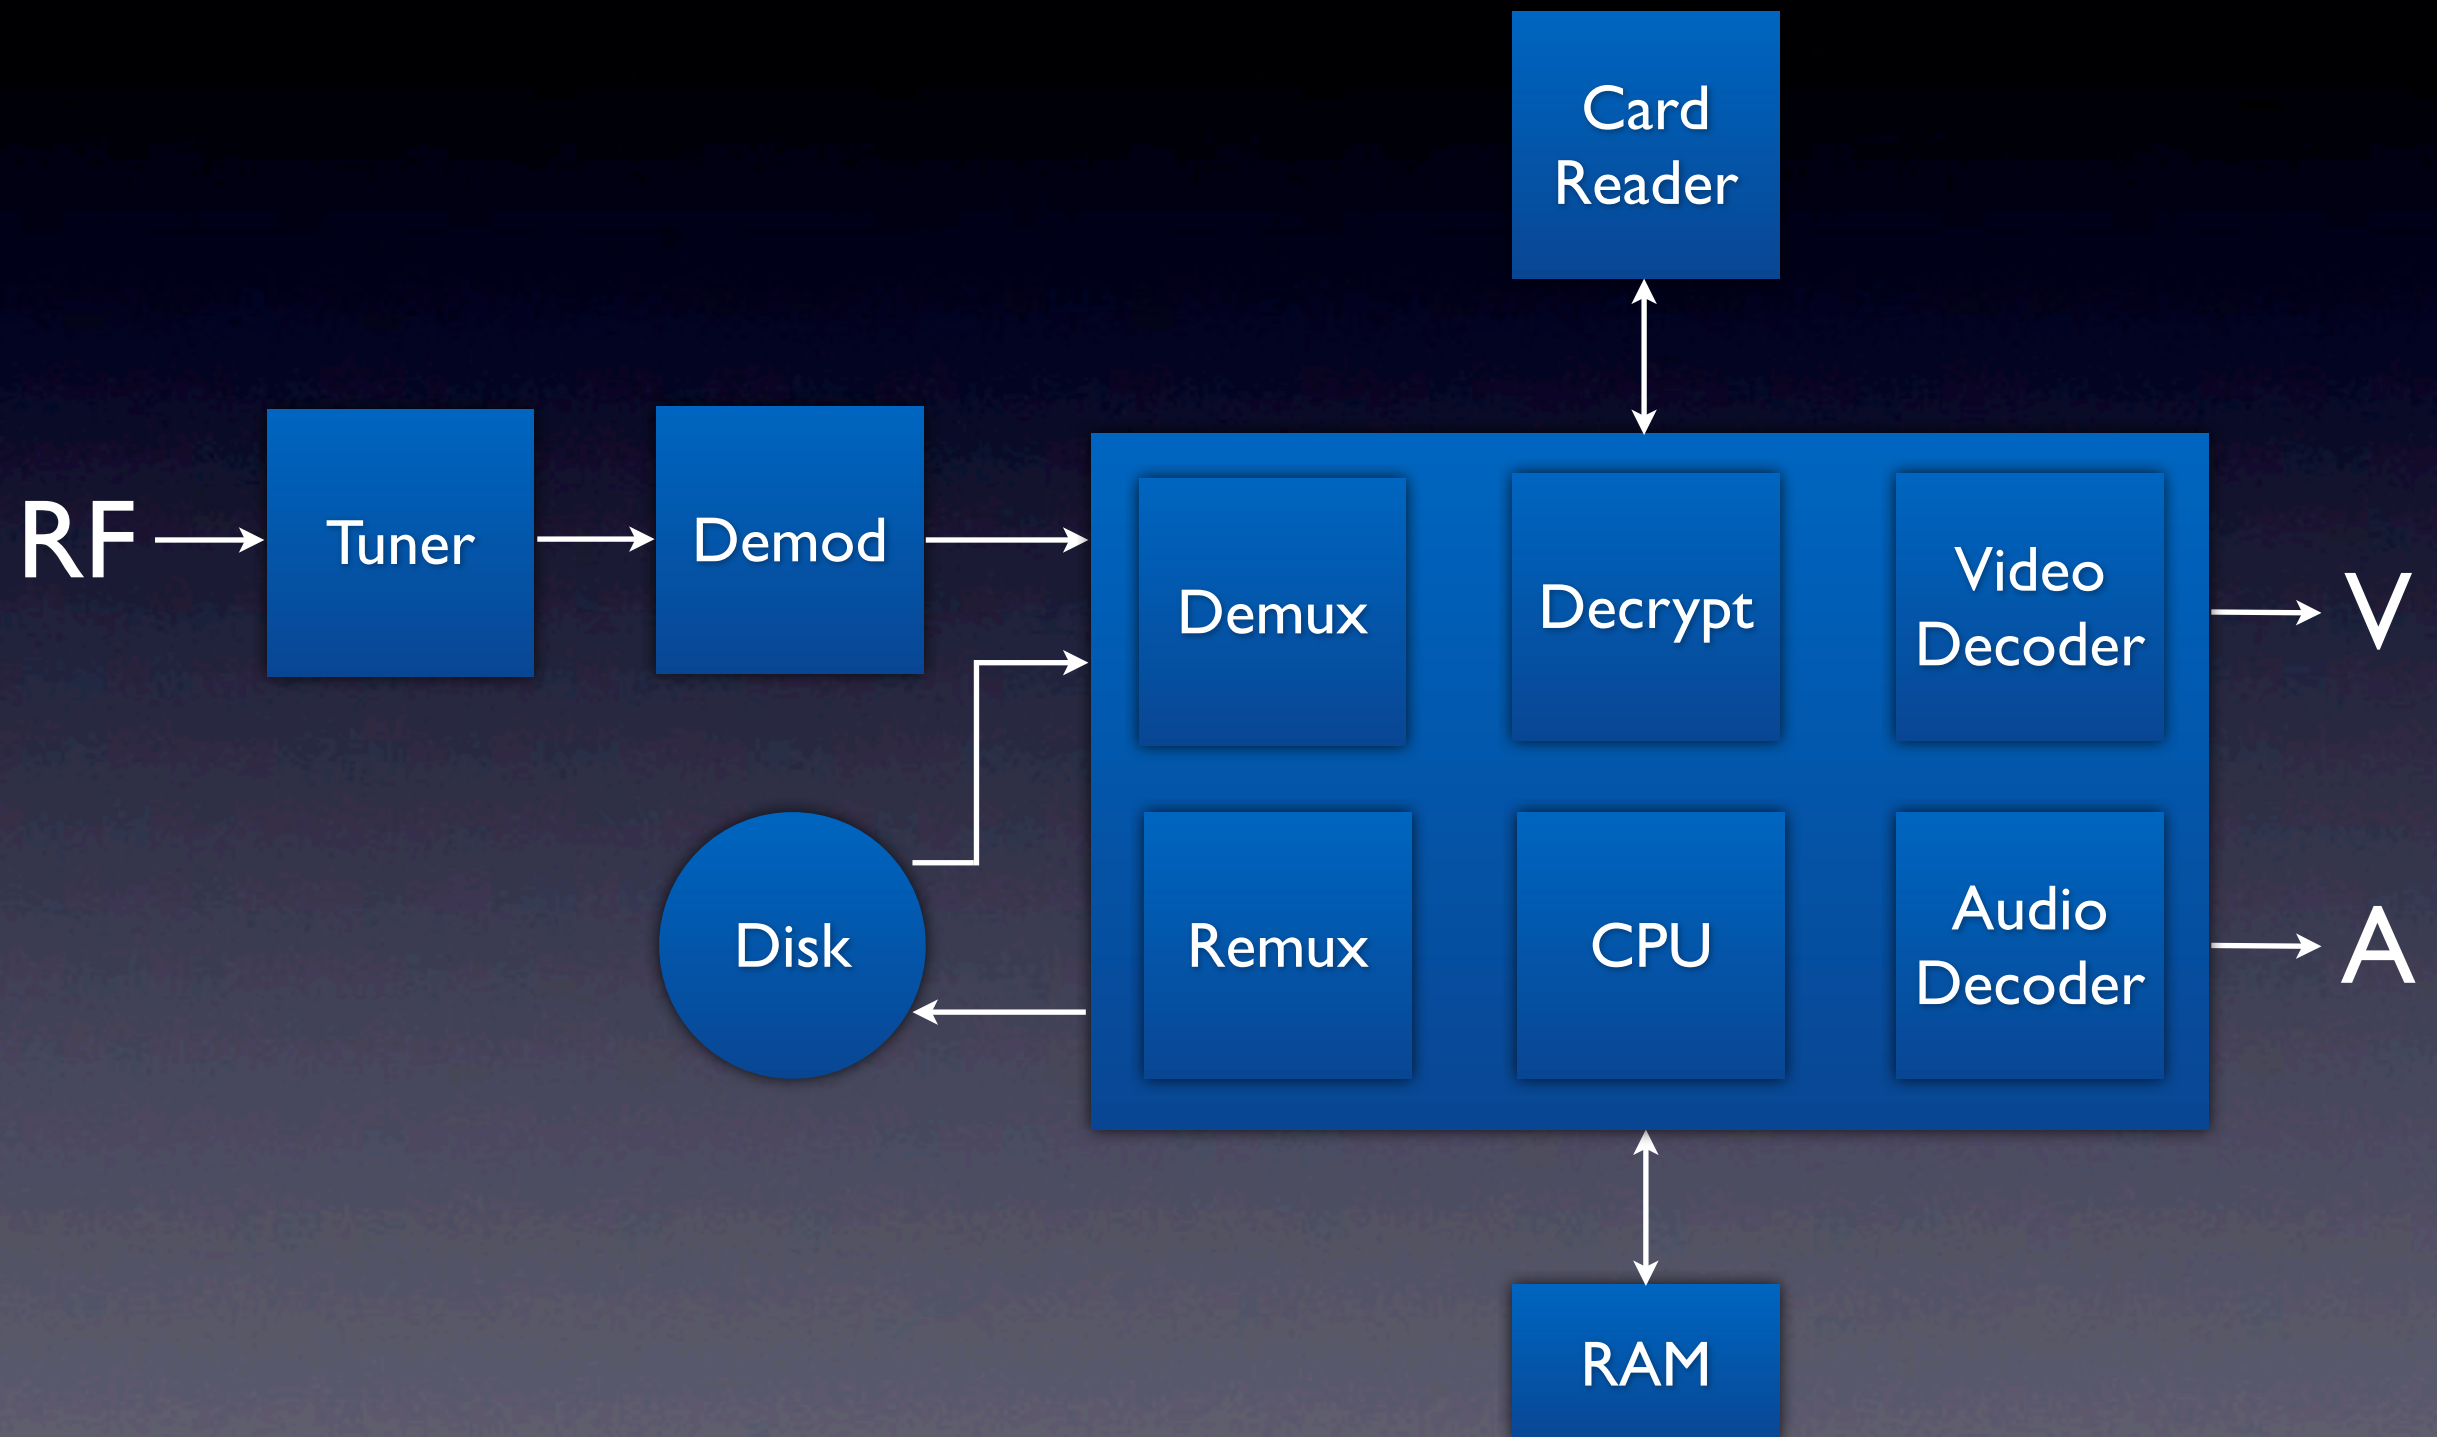 Card
Reader
RF
Tuner
Demod
Demux
Decrypt
Video
Decoder
V
Disk
Remux
CPU
Audio
Decoder
A
RAM